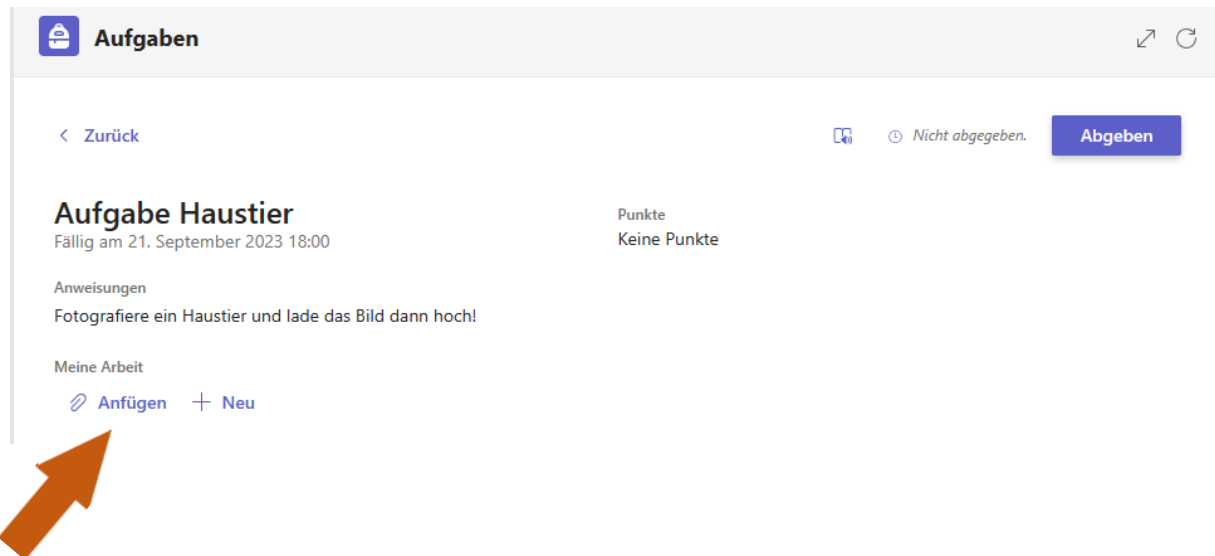 Aufgaben
Zurück
Nicht abgegeben.
Abgeben
Aufgabe Haustier
Fällig am 21. September 2023 18:00
Punkte
Keine Punkte
Anweisungen
Fotografiere ein Haustier und lade das Bild dann hoch!
Meine Arbeit
Anfügen
Neu